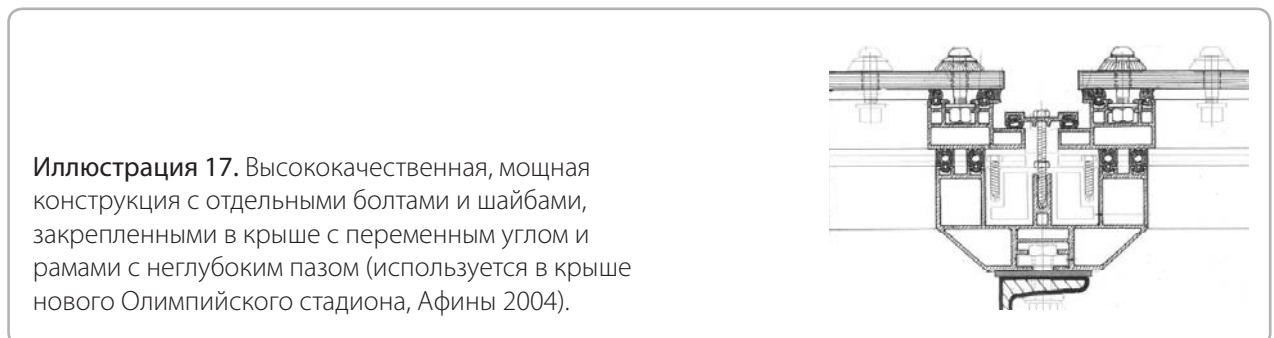 Иллюстрация 17. Высококачественная, мощная
конструкция с отдельными болтами и шайбами,
закрепленными в крыше с переменным углом и
рамами с неглубоким пазом (используется в крыше
нового Олимпийского стадиона, Афины 2004).